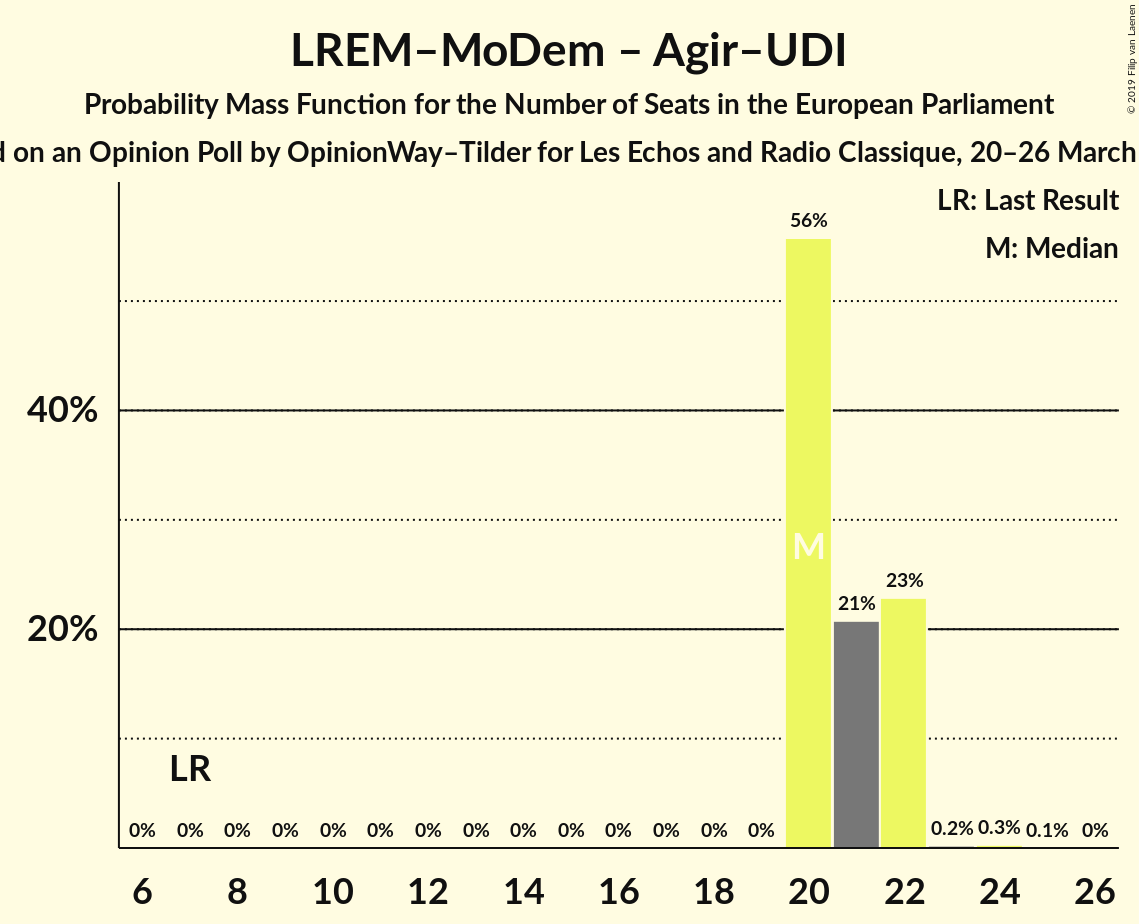 LREM–MoDem – Agir–UDI
Probability Mass Function for the Number of Seats in the European Parliament
on an Opinion Poll by OpinionWay–Tilder for Les Echos and Radio Classique, 20–26 March
© 2019 Filip van Laenen
LR: Last Result
M: Median
56%
40%
M
23%
21%
20%
LR
0% 0% 0% 0% 0% 0% 0% 0% 0% 0% 0% 0% 0% 0% 0.2% 0.3% 0.1% 0%
6 8 10 12 14 16 18 20 22 24 26